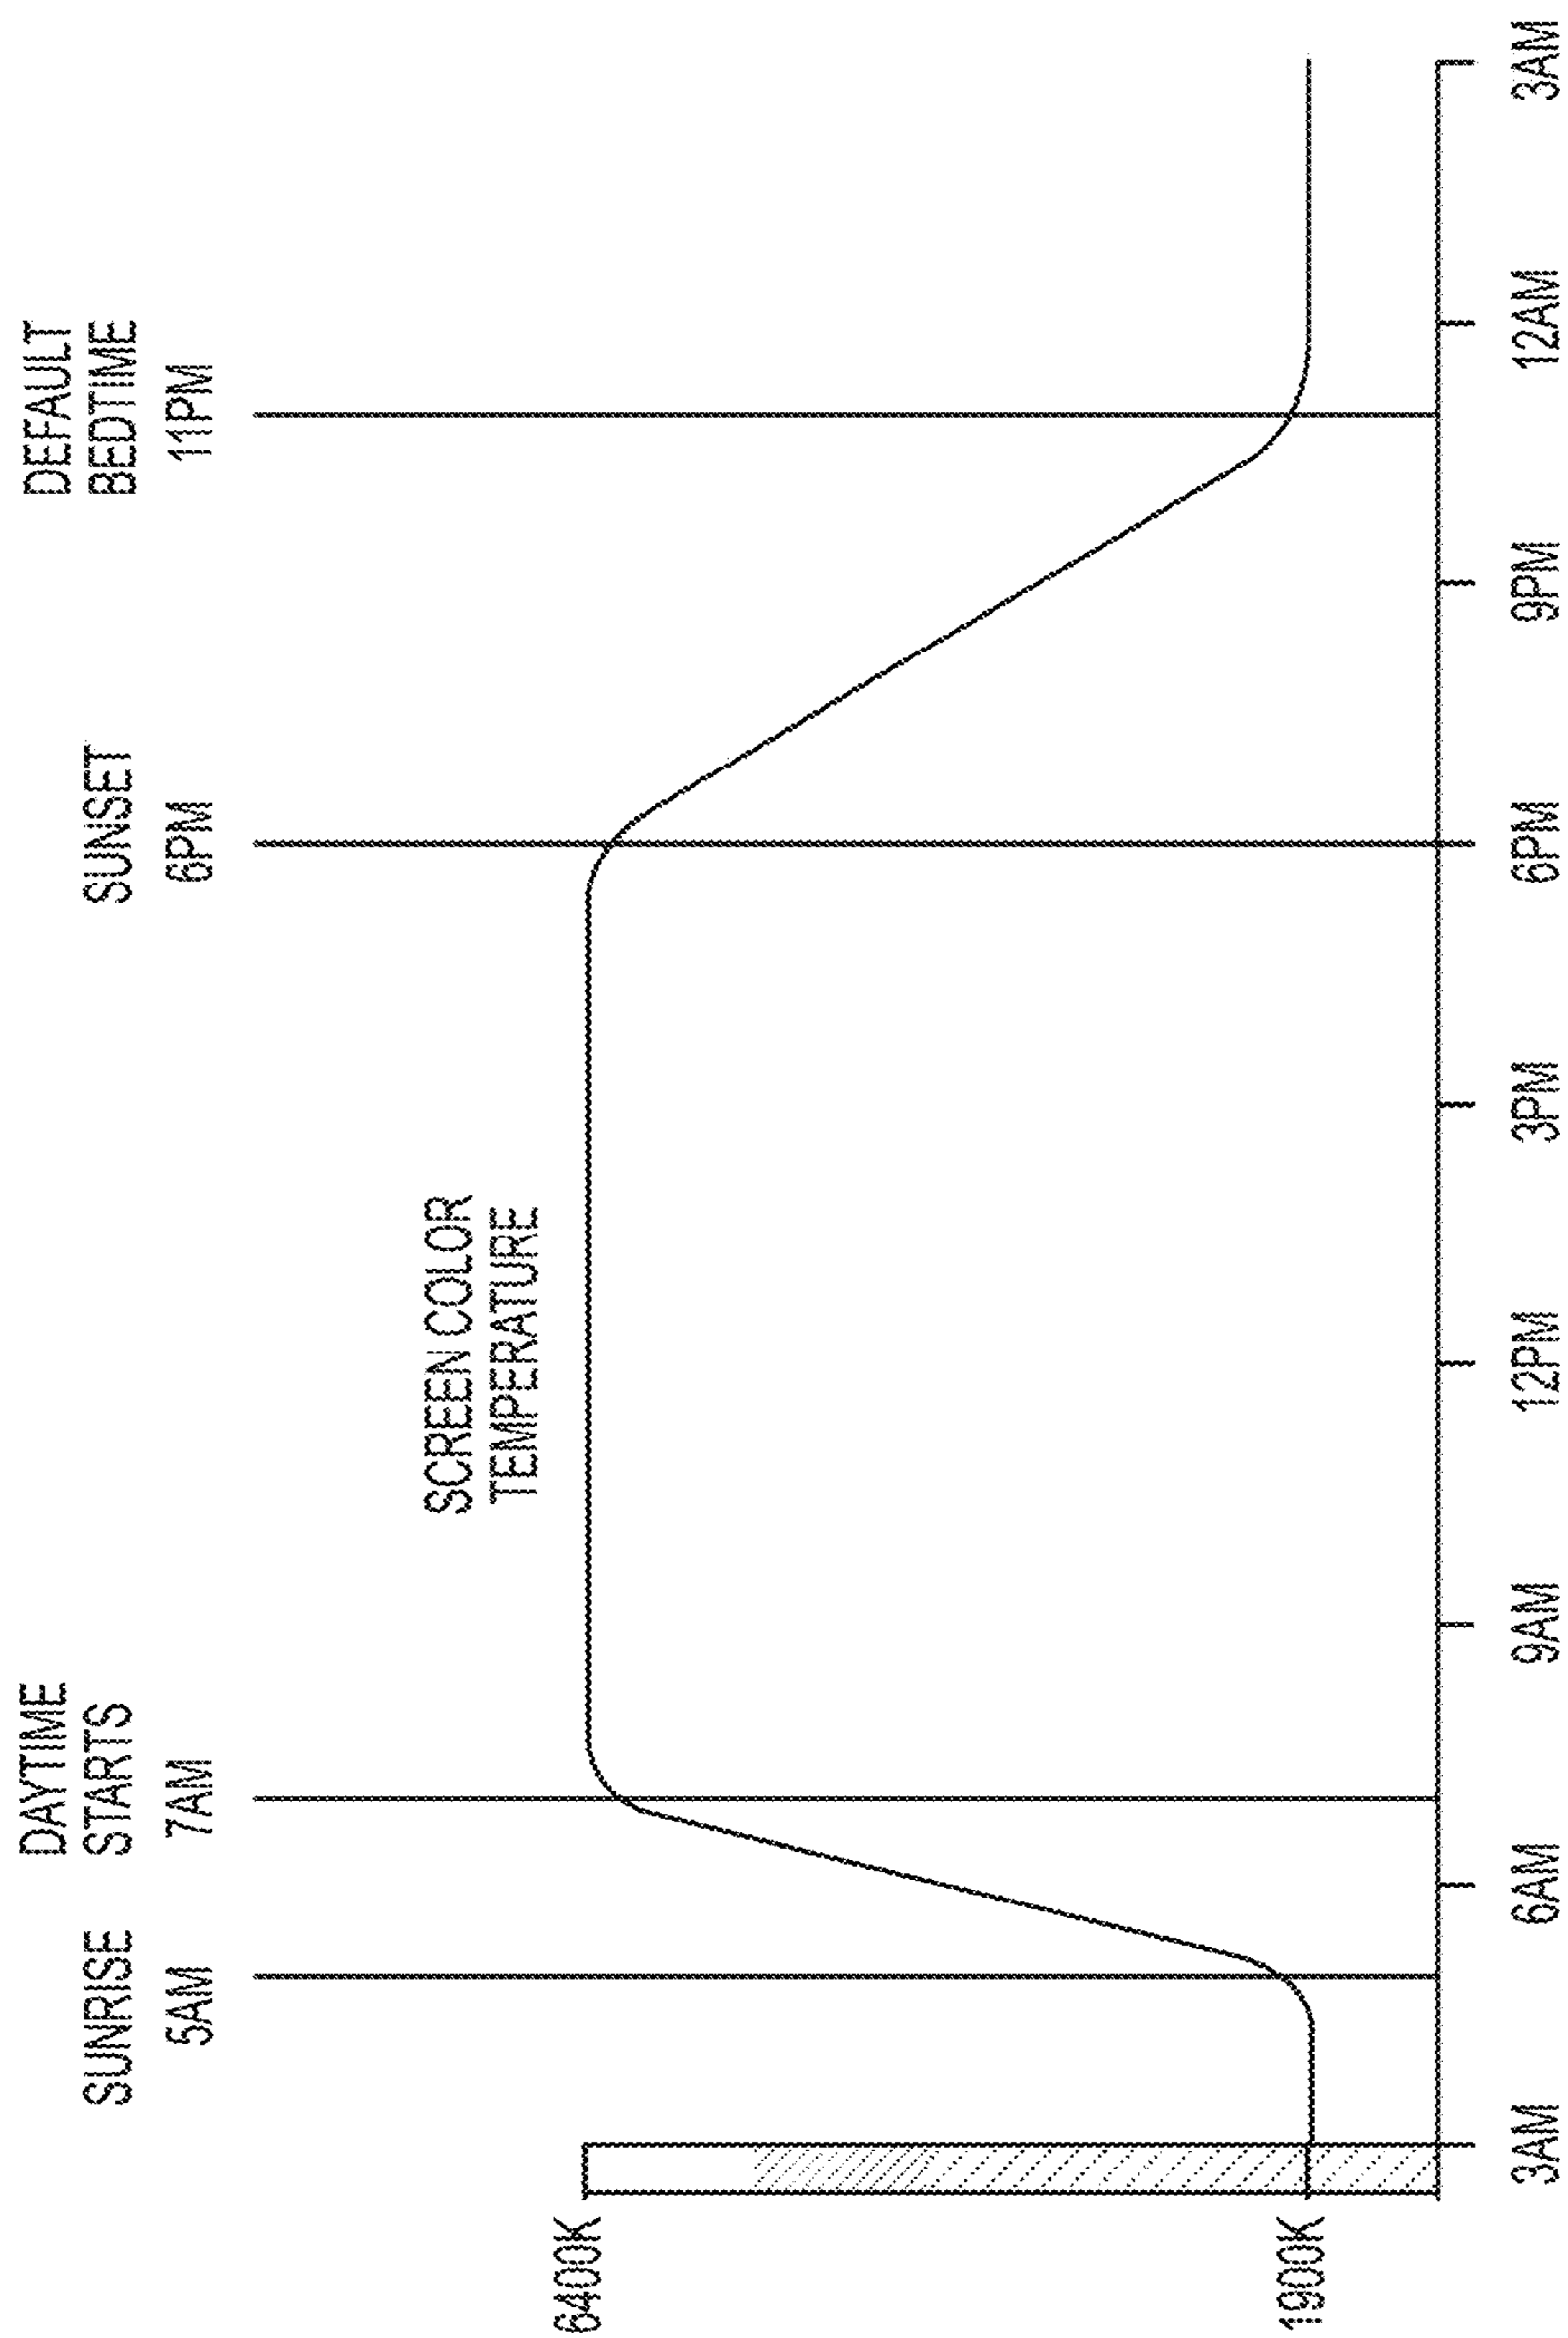 DEFAULT
BEDTIME
11PM
SUNSET
6PM
DAYTIME
STARTS
7AM
SUNRISE
5AM
SCREEN COLOR
TEMPERATURE
6400K
1900K
3AM
6AM
9AM
12PM
3PM
6PM
9PM
12AM
3AM